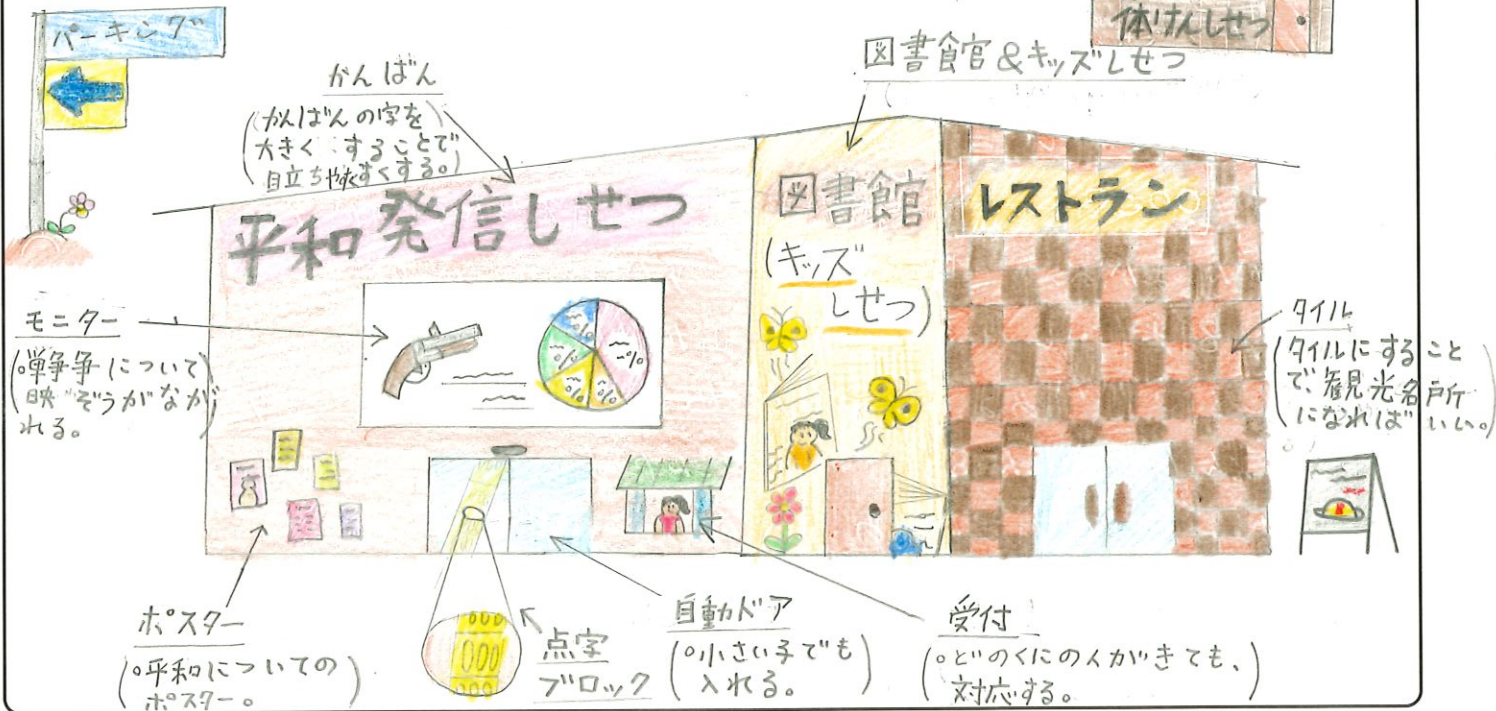 パーキング
体けんしせつ
図書館&キッズしせつ
かんばん
(かんばんの字を
大きくすることで
目立ちやすくする。)
平和発信しせつ
図書館
(キッズ
しせつ)
レストラン
モニター
(。戦争について
映ぞうがなが
れる。)
タイル
(タイルにすること
で、観光名所
になればいい。)
ポスター
(。平和についての
ポスター。)
点字
ブロック
自動ドア
(。小さい子でも
入れる。)
受付
(。どのくにの人がきても、
対応する。)